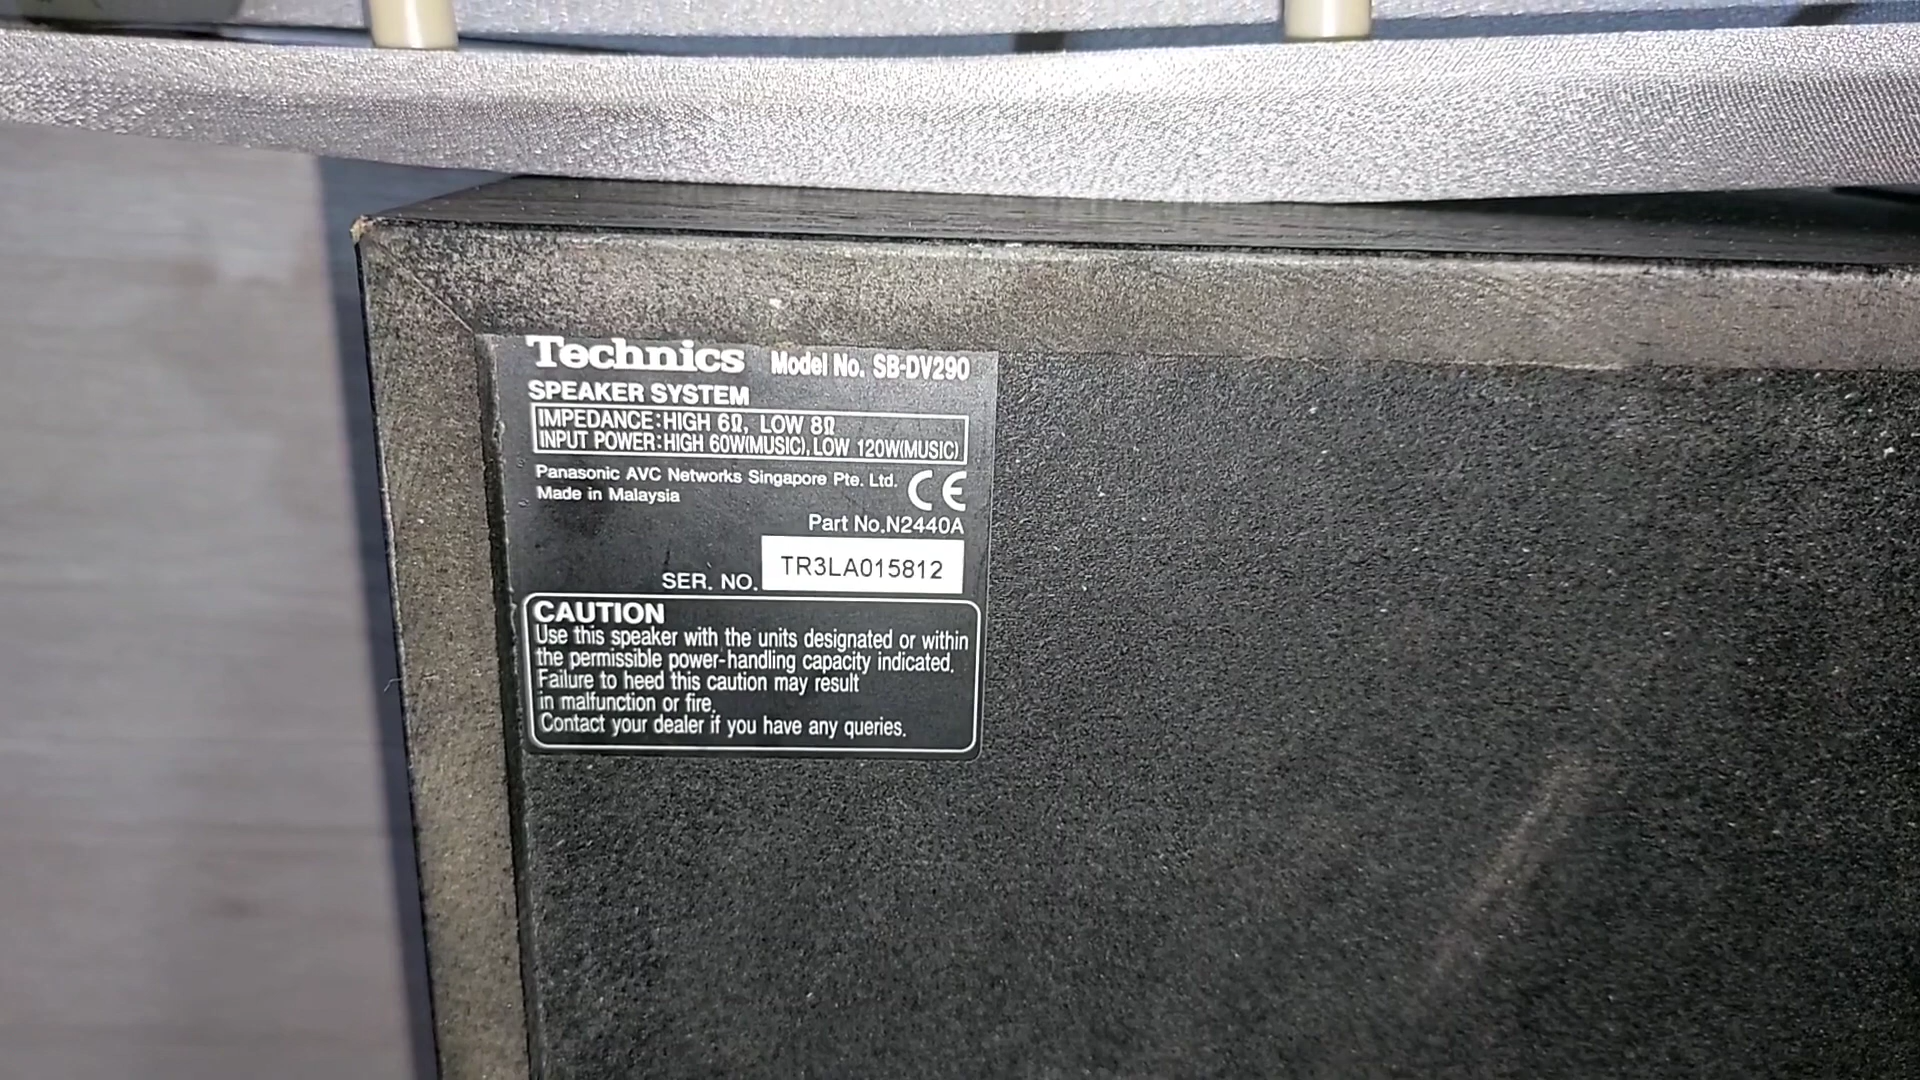 Technics Model No. SB-DV290
SPEAKER SYSTEM
IMPEDANCE:HIGH 6Ω, LOW 8Ω
INPUT POWER:HIGH 60W(MUSIC), LOW 120W(MUSIC)
Panasonic AVC Networks Singapore Pte. Ltd.
Made in Malaysia
CE
Part No.N2440A
SER. NO. TR3LA015812
CAUTION
Use this speaker with the units designated or within
the permissible power-handling capacity indicated.
Failure to heed this caution may result
in malfunction or fire.
Contact your dealer if you have any queries.